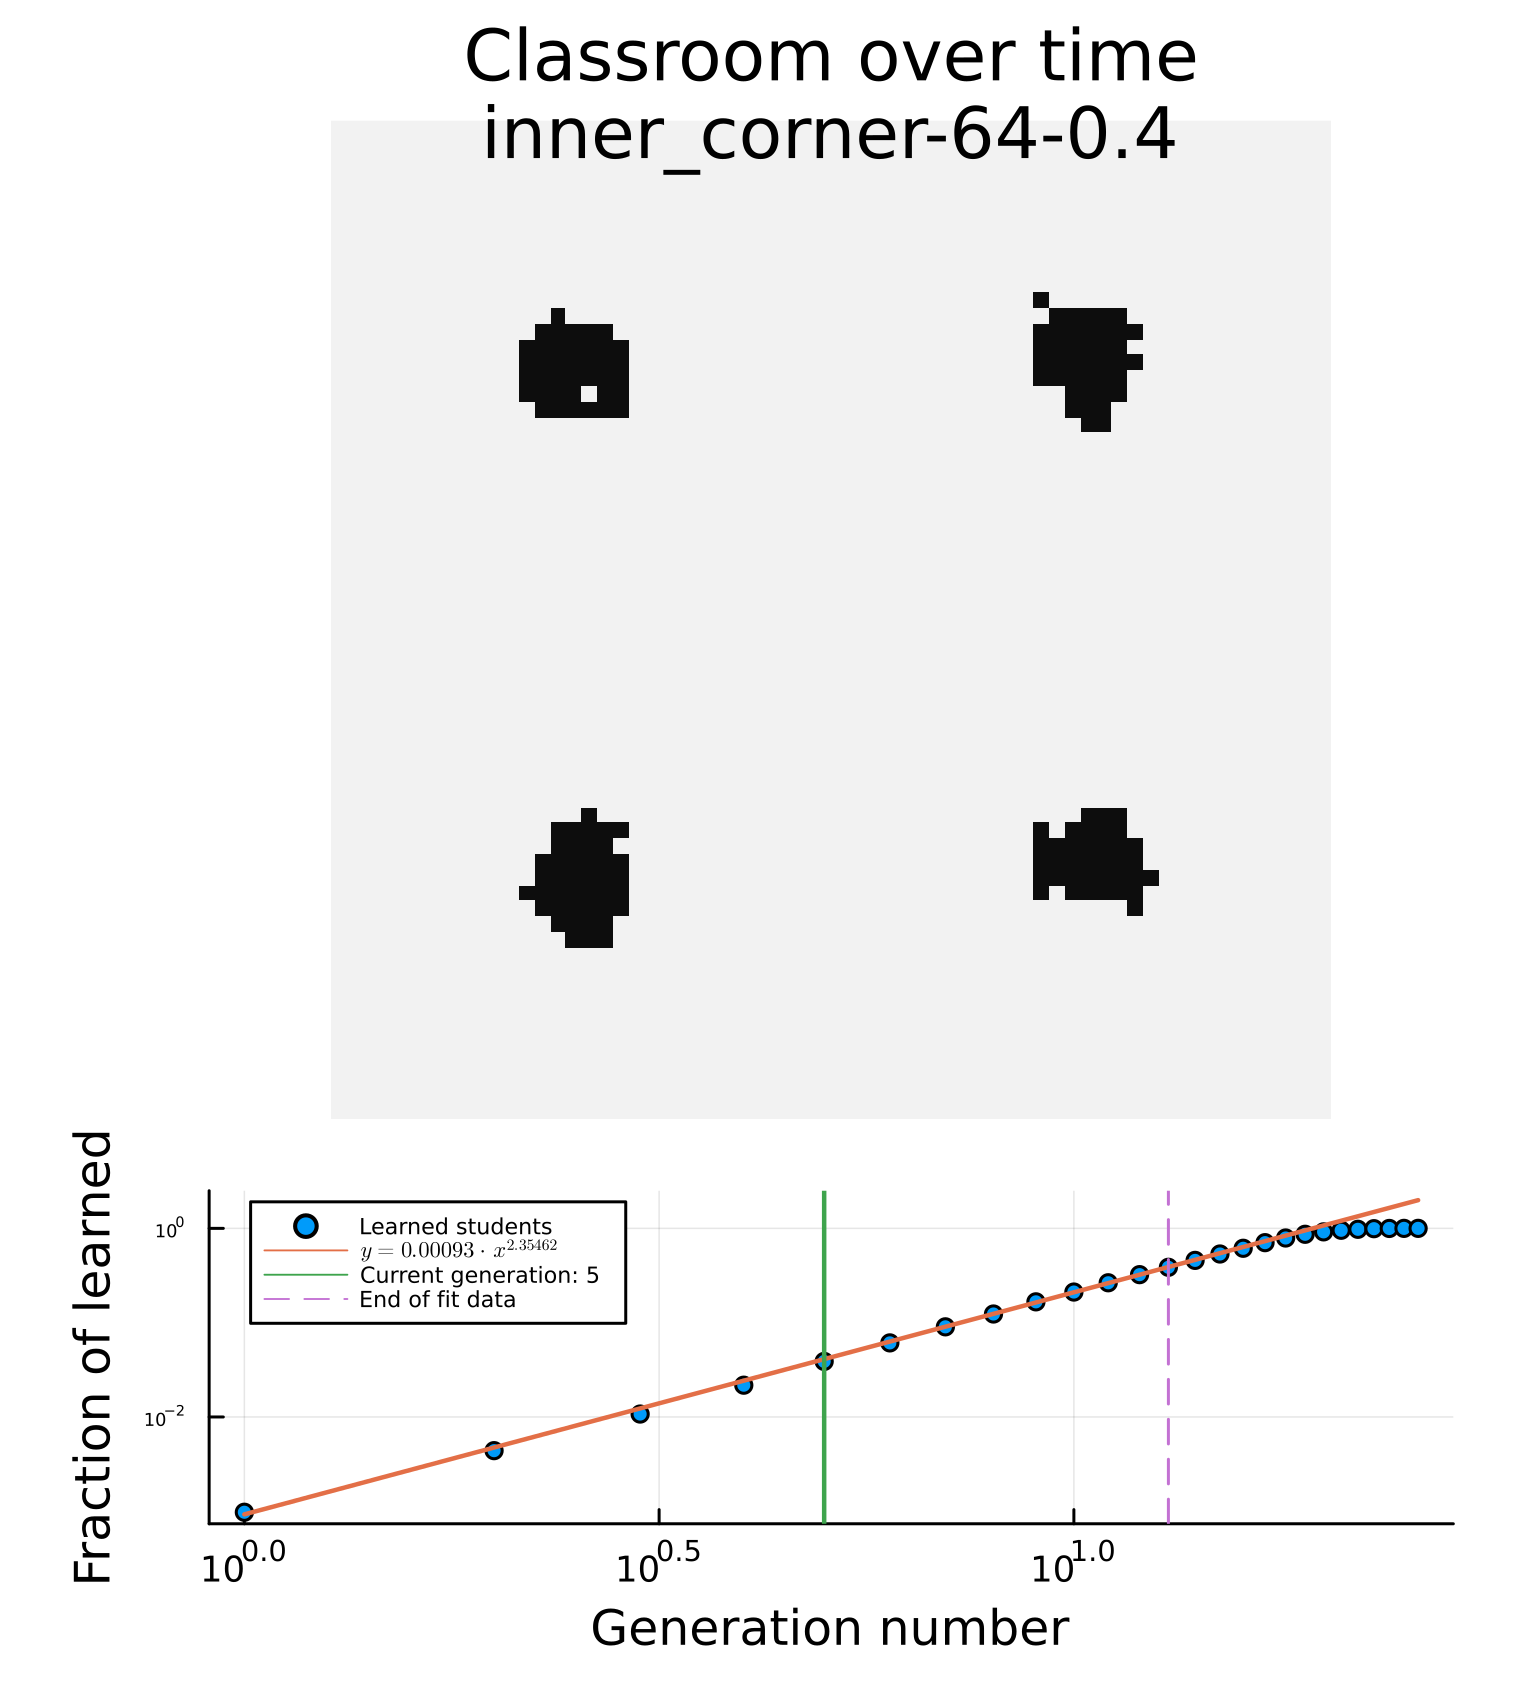 Classroom over time
inner_corner-64-0.4
Fraction of learned
10^0
10^−2
Learned students
y = 0.00093 · x^2.35462
Current generation: 5
End of fit data
10^0.0
10^0.5
10^1.0
Generation number